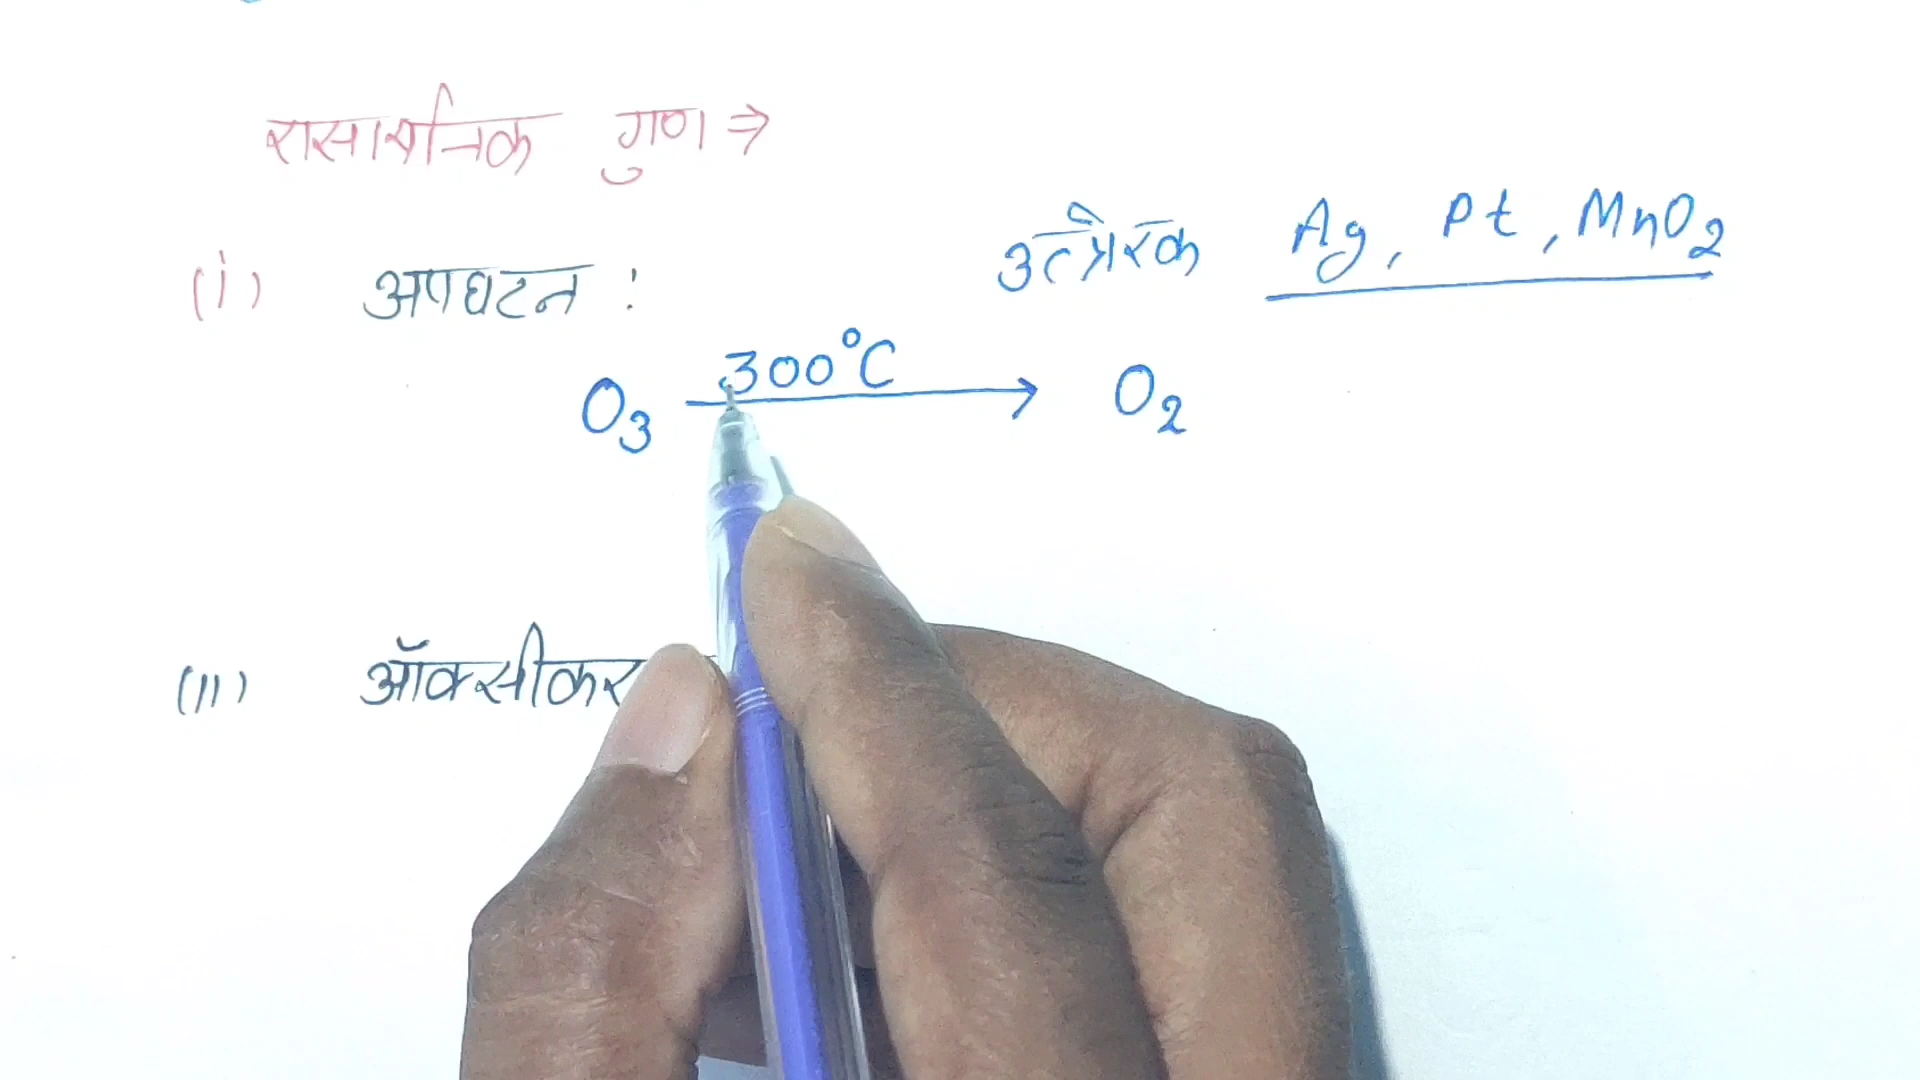 रासायनिक गुण ⇒
उत्प्रेरक Ag, Pt, MnO₂
(i) अपघटन :
O₃ 300°C → O₂
(II) ऑक्सीकर